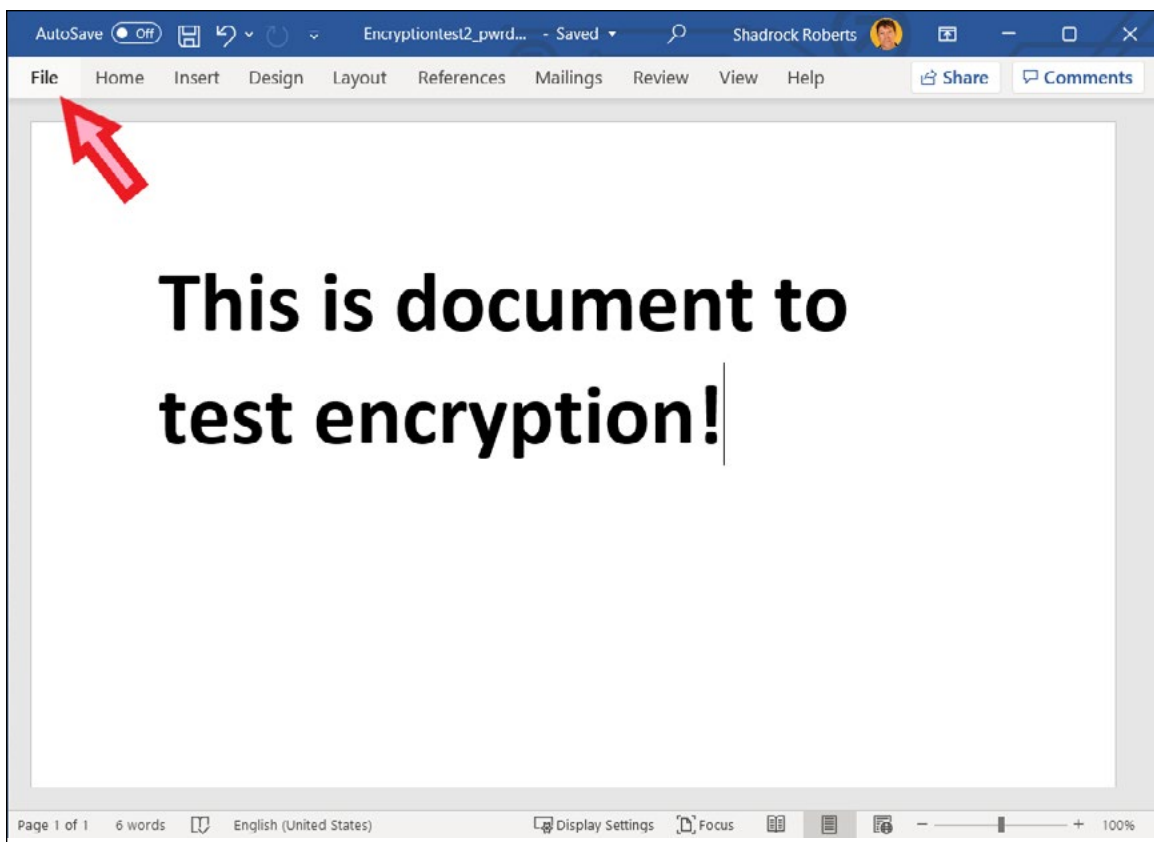 AutoSave Off Encryptiontest2_pwrd... - Saved Shadrock Roberts
File Home Insert Design Layout References Mailings Review View Help Share Comments
This is document to
test encryption!
Page 1 of 1 6 words English (United States) Display Settings Focus 100%